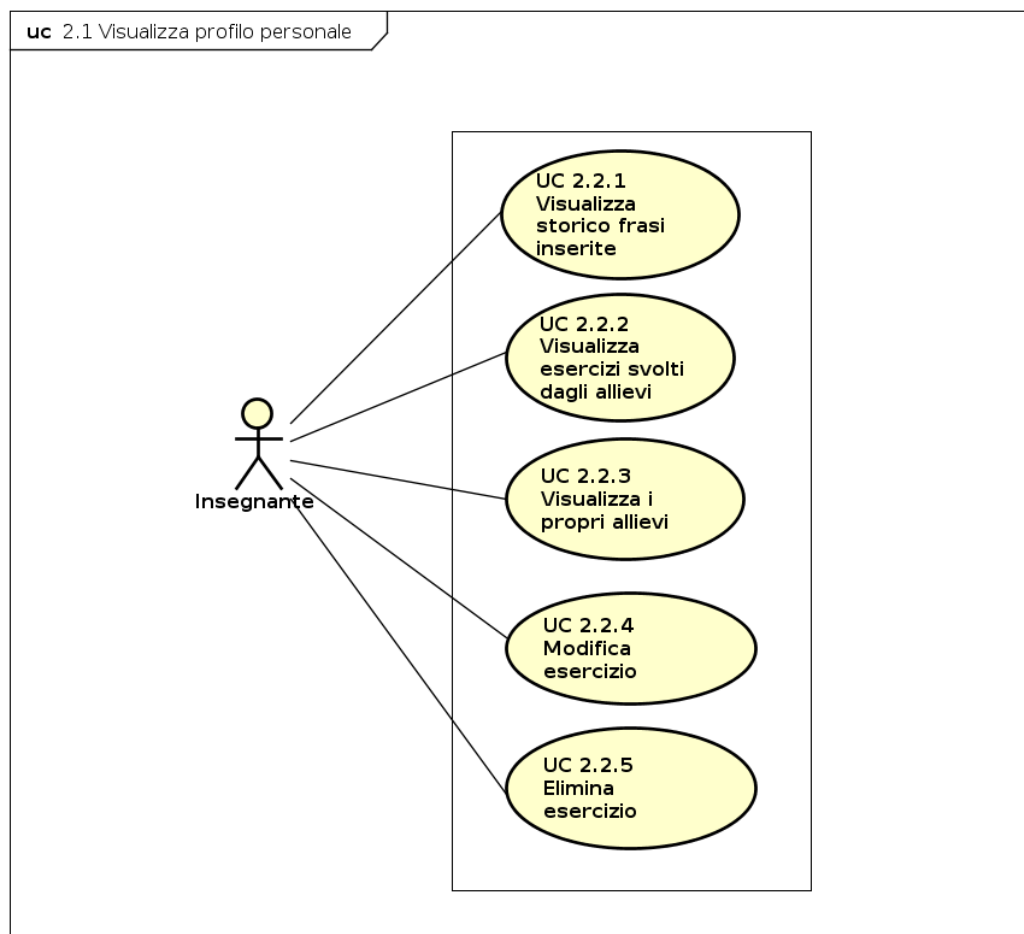 uc 2.1 Visualizza profilo personale
UC 2.2.1
Visualizza
storico frasi
inserite
UC 2.2.2
Visualizza
esercizi svolti
dagli allievi
Insegnante
UC 2.2.3
Visualizza i
propri allievi
UC 2.2.4
Modifica
esercizio
UC 2.2.5
Elimina
esercizio